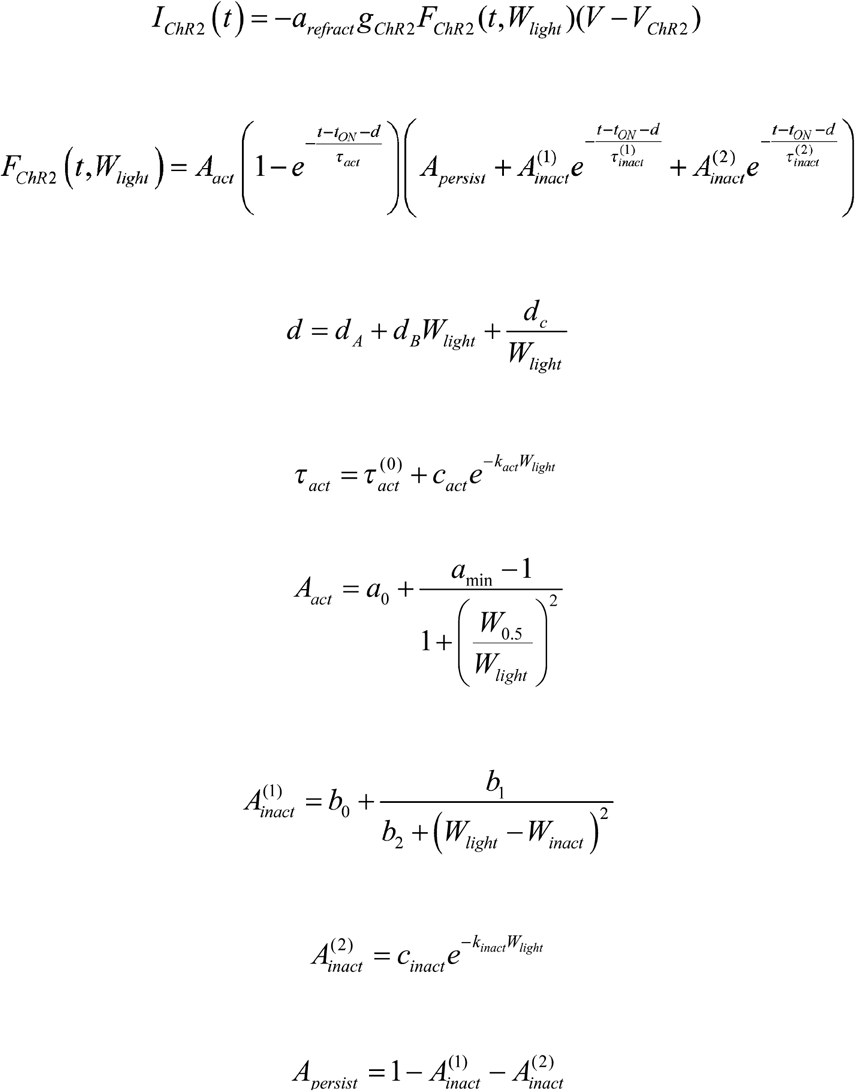 I_{ChR2}(t) = −a_{refract} g_{ChR2} F_{ChR2}(t, W_{light})(V − V_{ChR2})
F_{ChR2}(t, W_{light}) = A_{act} (1 − e^{−\frac{t−t_{ON}−d}{τ_{act}}}) (A_{persist} + A_{inact}^{(1)} e^{−\frac{t−t_{ON}−d}{τ_{inact}^{(1)}}} + A_{inact}^{(2)} e^{−\frac{t−t_{ON}−d}{τ_{inact}^{(2)}}})
d = d_A + d_B W_{light} + \frac{d_c}{W_{light}}
τ_{act} = τ_{act}^{(0)} + c_{act} e^{−k_{act} W_{light}}
A_{act} = a_0 + \frac{a_{min} − 1}{1 + (\frac{W_{0.5}}{W_{light}})^2}
A_{inact}^{(1)} = b_0 + \frac{b_1}{b_2 + (W_{light} − W_{inact})^2}
A_{inact}^{(2)} = c_{inact} e^{−k_{inact} W_{light}}
A_{persist} = 1 − A_{inact}^{(1)} − A_{inact}^{(2)}